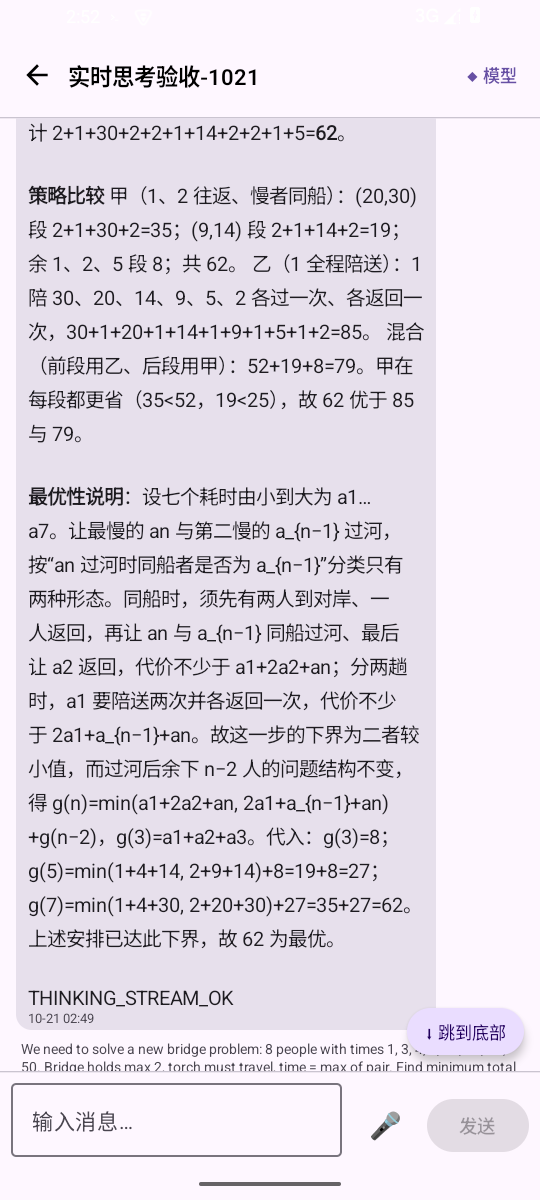 2:52
3G
实时思考验收-1021
◆ 模型
计 2+1+30+2+2+1+14+2+2+1+5=62。
策略比较 甲（1、2 往返、慢者同船）：(20,30)
段 2+1+30+2=35；(9,14) 段 2+1+14+2=19；
余 1、2、5 段 8；共 62。 乙（1 全程陪送）：1
陪 30、20、14、9、5、2 各过一次、各返回一
次，30+1+20+1+14+1+9+1+5+1+2=85。 混合
（前段用乙、后段用甲）：52+19+8=79。甲在
每段都更省（35<52，19<25），故 62 优于 85
与 79。
最优性说明：设七个耗时由小到大为 a1…
a7。让最慢的 an 与第二慢的 a_{n−1} 过河，
按“an 过河时同船者是否为 a_{n−1}”分类只有
两种形态。同船时，须先有两人到对岸、一
人返回，再让 an 与 a_{n−1} 同船过河、最后
让 a2 返回，代价不少于 a1+2a2+an；分两趟
时，a1 要陪送两次并各返回一次，代价不少
于 2a1+a_{n−1}+an。故这一步的下界为二者较
小值，而过河后余下 n−2 人的问题结构不变，
得 g(n)=min(a1+2a2+an, 2a1+a_{n−1}+an)
+g(n−2)，g(3)=a1+a2+a3。代入：g(3)=8；
g(5)=min(1+4+14, 2+9+14)+8=19+8=27；
g(7)=min(1+4+30, 2+20+30)+27=35+27=62。
上述安排已达此下界，故 62 为最优。
THINKING_STREAM_OK
10-21 02:49
↓ 跳到底部
We need to solve a new bridge problem: 8 people with times 1, 3,
50. Bridge holds max 2, torch must travel, time = max of pair. Find minimum total
输入消息…
发送